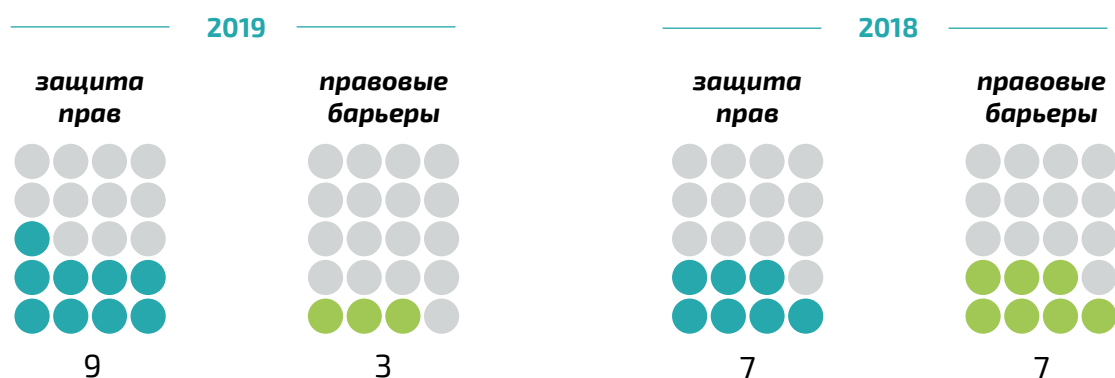 2019
защита
прав
правовые
барьеры
9
3
2018
защита
прав
правовые
барьеры
7
7